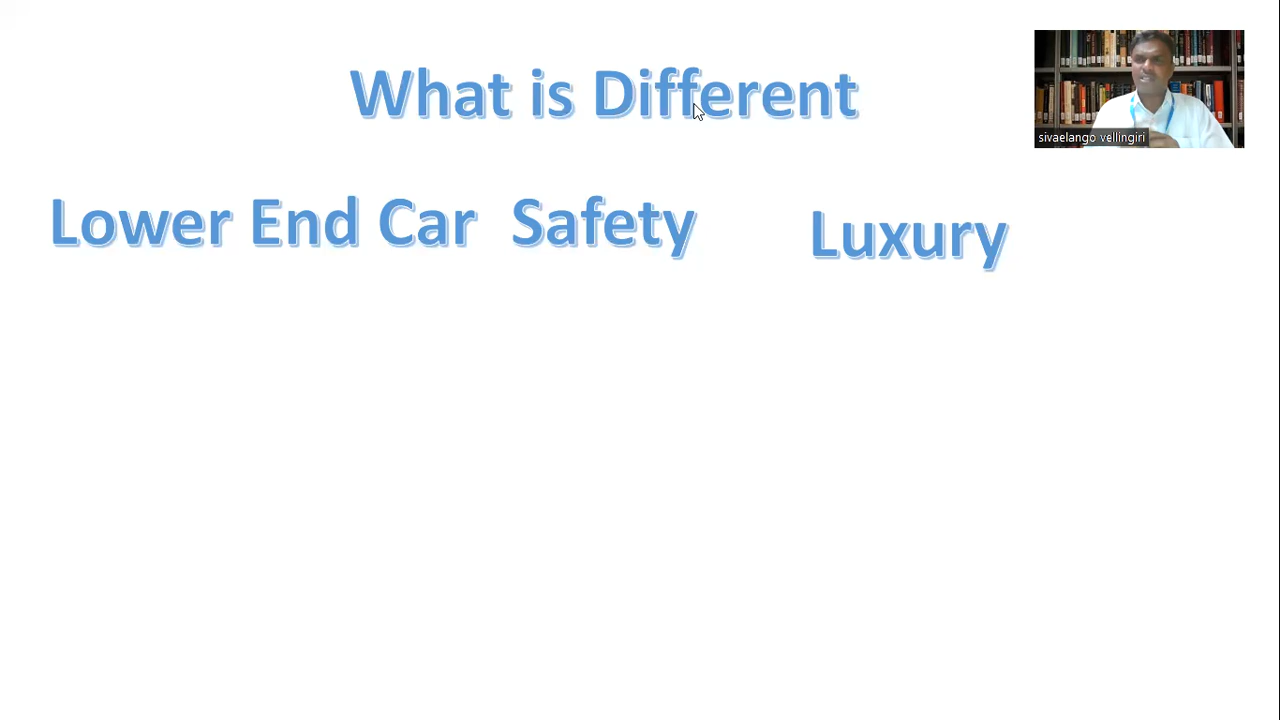 What is Different
sivaelango vellingiri
Lower End Car Safety
Luxury